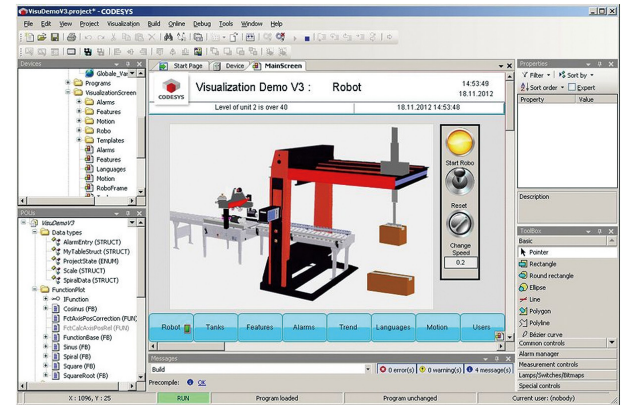 VisuDemoV3.project* - CODESYS
File Edit View Project Visualization Build Online Debug Tools Window Help
Devices
Globale_Var
Programs
VisualizationScreen
Alarms
Features
Motion
Robo
Templates
Alarms
Features
Languages
Motion
RoboFrame
POUs
VisuDemoV3
Data types
AlarmEntry (STRUCT)
MyTableStruct (STRUCT)
ProjectState (ENUM)
Scale (STRUCT)
SpiralData (STRUCT)
FunctionPlot
IFunction
Cosinus (FB)
FctAxisPosCorrection (FUN)
FctCalcAxisPosRel (FUN)
FunctionBase (FB)
Sinus (FB)
Spiral (FB)
Square (FB)
SquareRoot (FB)
Start Page Device MainScreen
CODESYS
Visualization Demo V3 : Robot
14:53:49
18.11.2012
Level of unit 2 is over 40 18.11.2012 14:53:48
Start Robo
Reset
Change
Speed
0.2
Robot Tanks Features Alarms Trend Languages Motion Users
Messages
Build 0 error(s) 0 warning(s) 4 message(s)
Precompile: OK
Properties
Filter Sort by
Sort order Expert
Property Value
Description
ToolBox
Basic
Pointer
Rectangle
Round rectangle
Ellipse
Line
Polygon
Polyline
Bézier curve
Common controls
Alarm manager
Measurement controls
Lamps/Switches/Bitmaps
Special controls
X : 1096, Y : 25 RUN Program loaded Program unchanged Current user: (nobody)